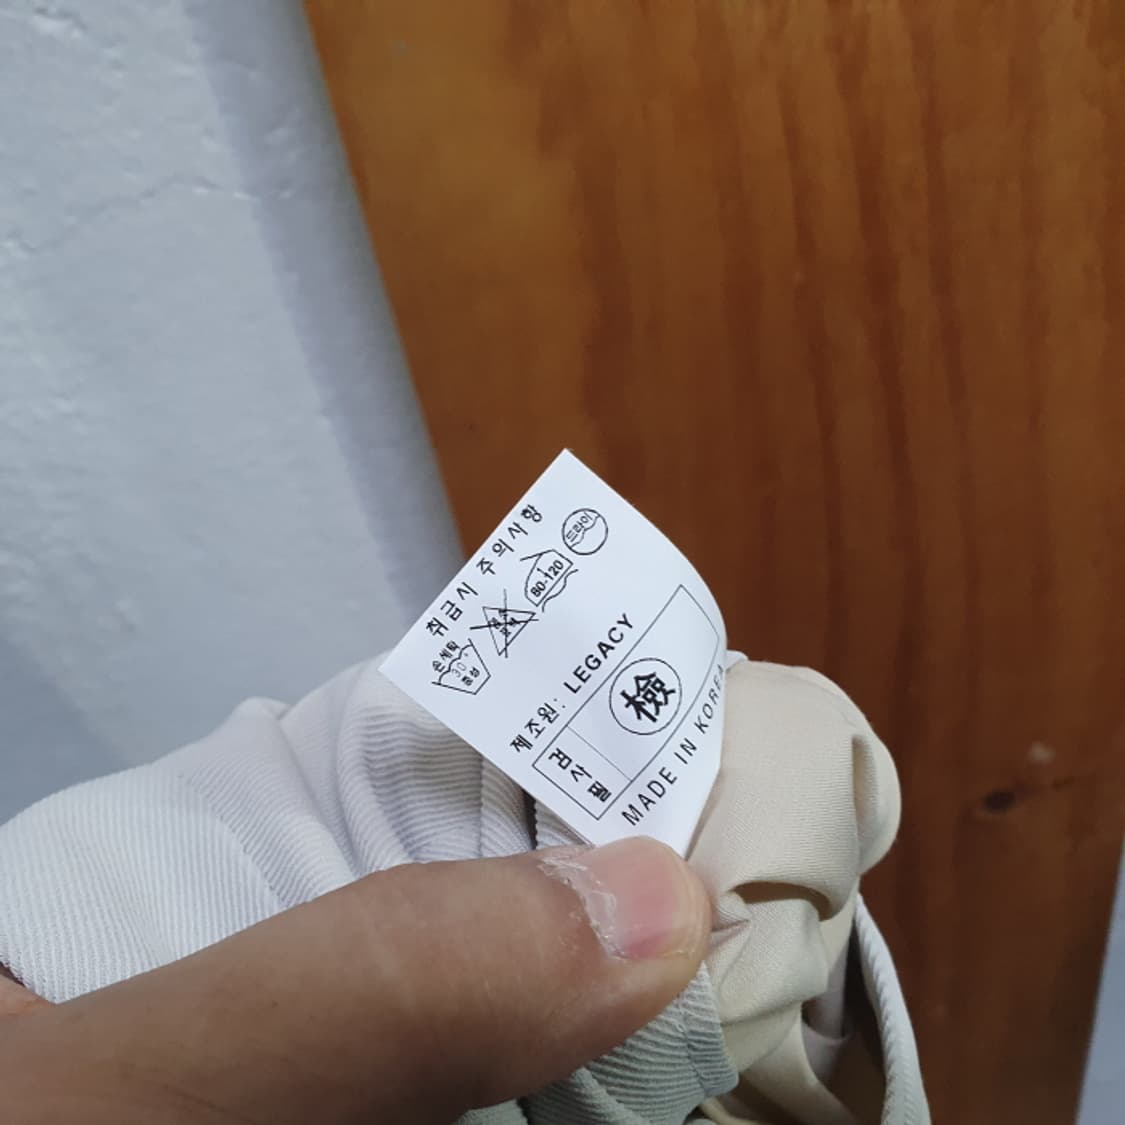 취급시 주의사항
손세탁
30°
중성
80-120
드라이
제조원: LEGACY
검사필
檢
MADE IN KOREA